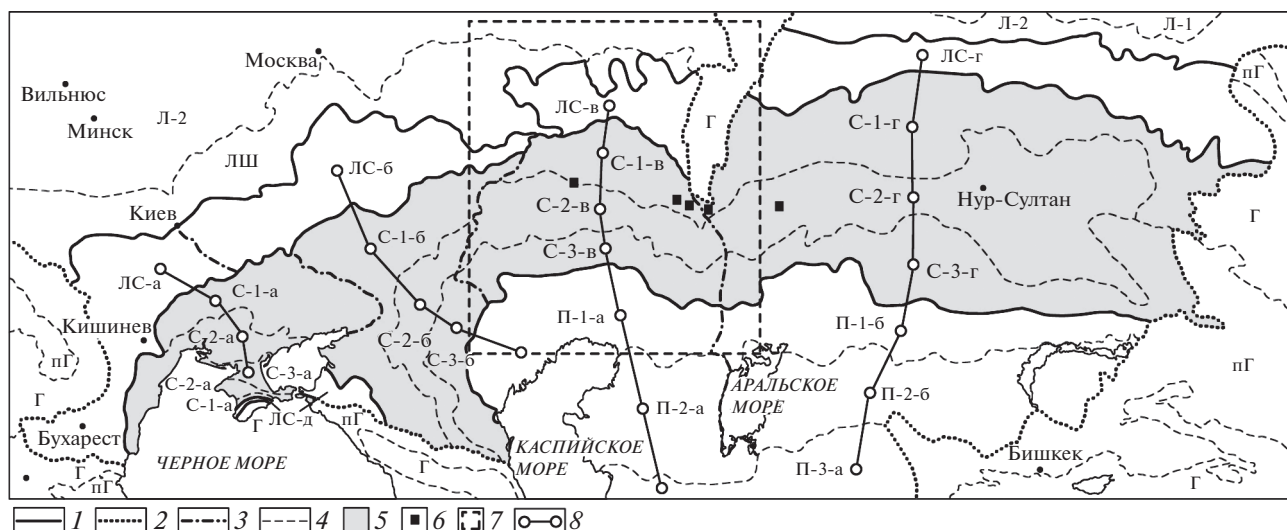 Л-2
Л-1
Москва
ЛС-г
пГ
Вильнюс
ЛС-в
Минск
Л-2
Г
С-1-г
ЛШ
С-1-в
ЛС-б
С-2-г
Нур-Султан
Киев
С-2-в
Г
С-1-б
С-3-в
ЛС-а
С-3-г
С-1-а
П-1-а
Кишинев
П-1-б
С-2-а
С-2-б
С-3-б
пГ
пГ
С-3-а
АРАЛЬСКОЕ
МОРЕ
С-2-а
П-2-б
Г
С-1-а
П-2-а
ЛС-д
пГ
Г
Бухарест
КАСПИЙСКОЕ
МОРЕ
Бишкек
ЧЕРНОЕ МОРЕ
Г
П-3-а
Г
Г
пГ
1 2 3 4 5 6 7 8